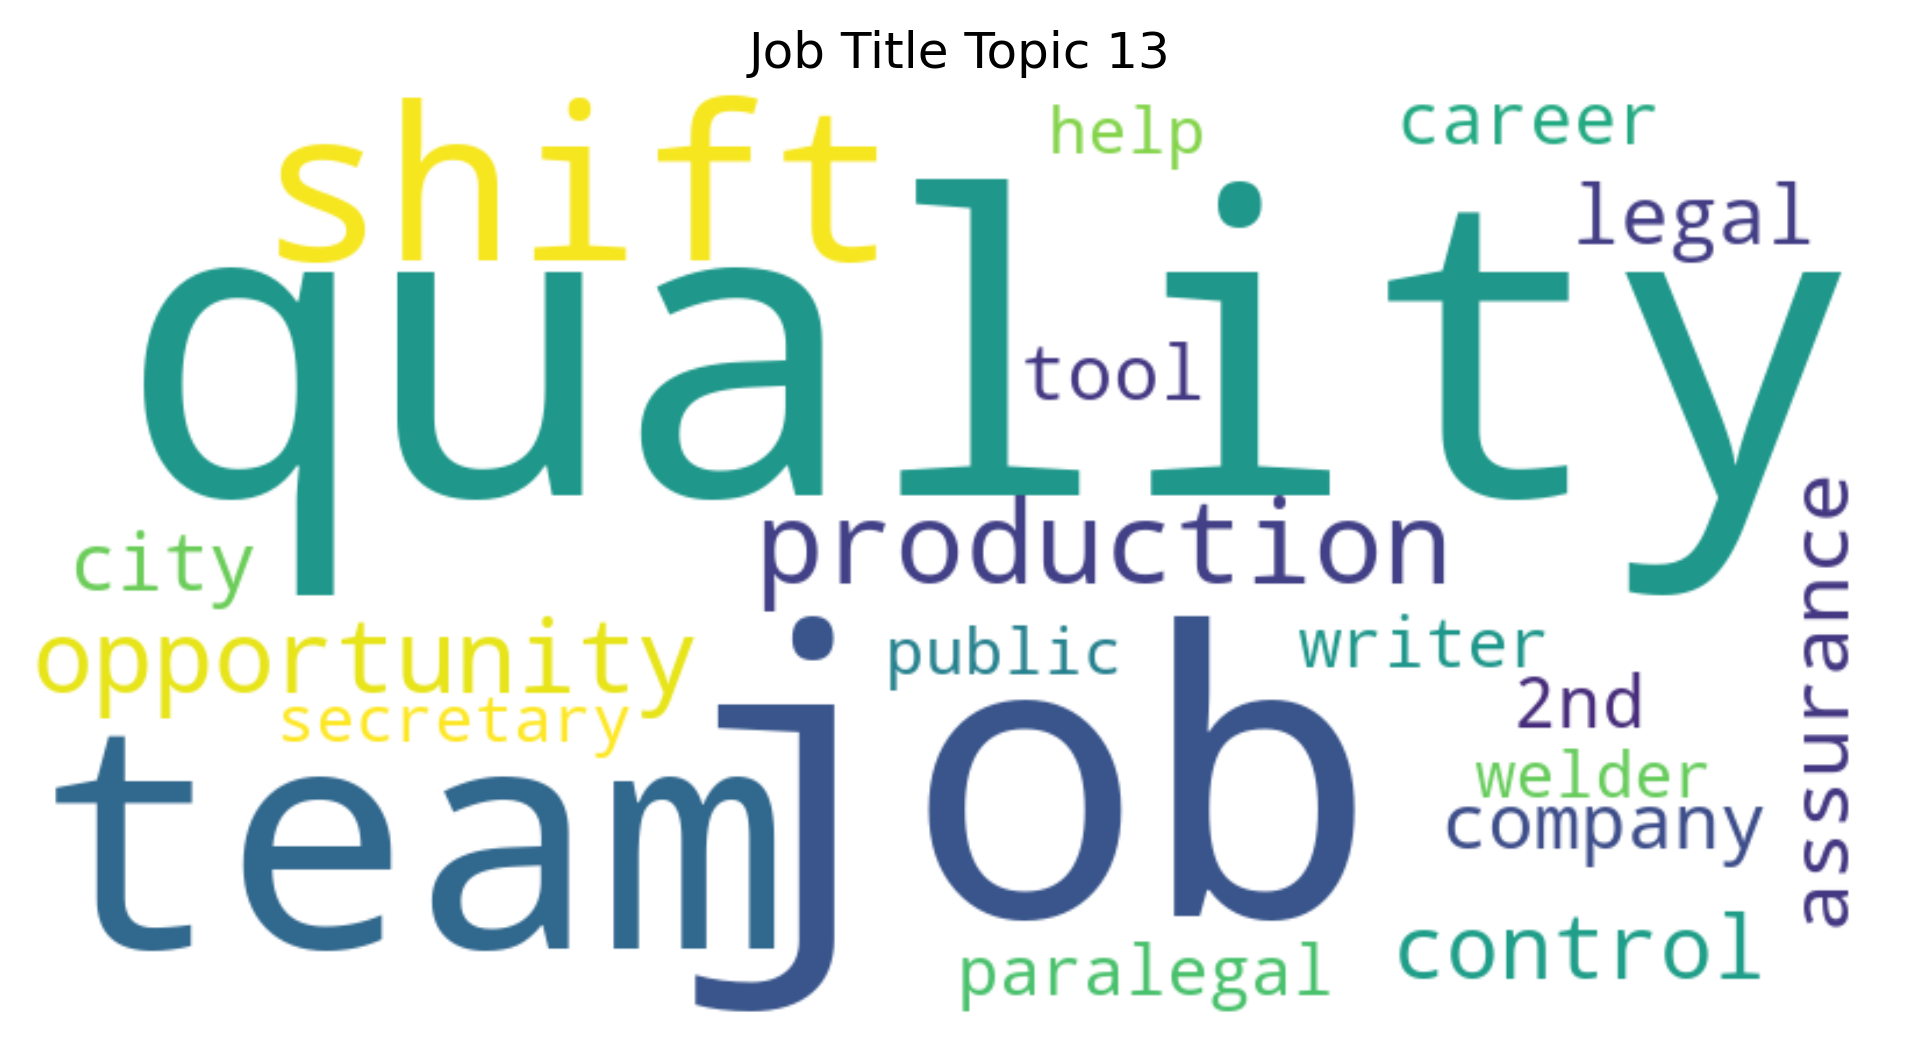 Job Title Topic 13
shift
help
career
legal
quality
tool
production
city
assurance
opportunity
public
writer
secretary
2nd
team
job
welder
company
control
paralegal